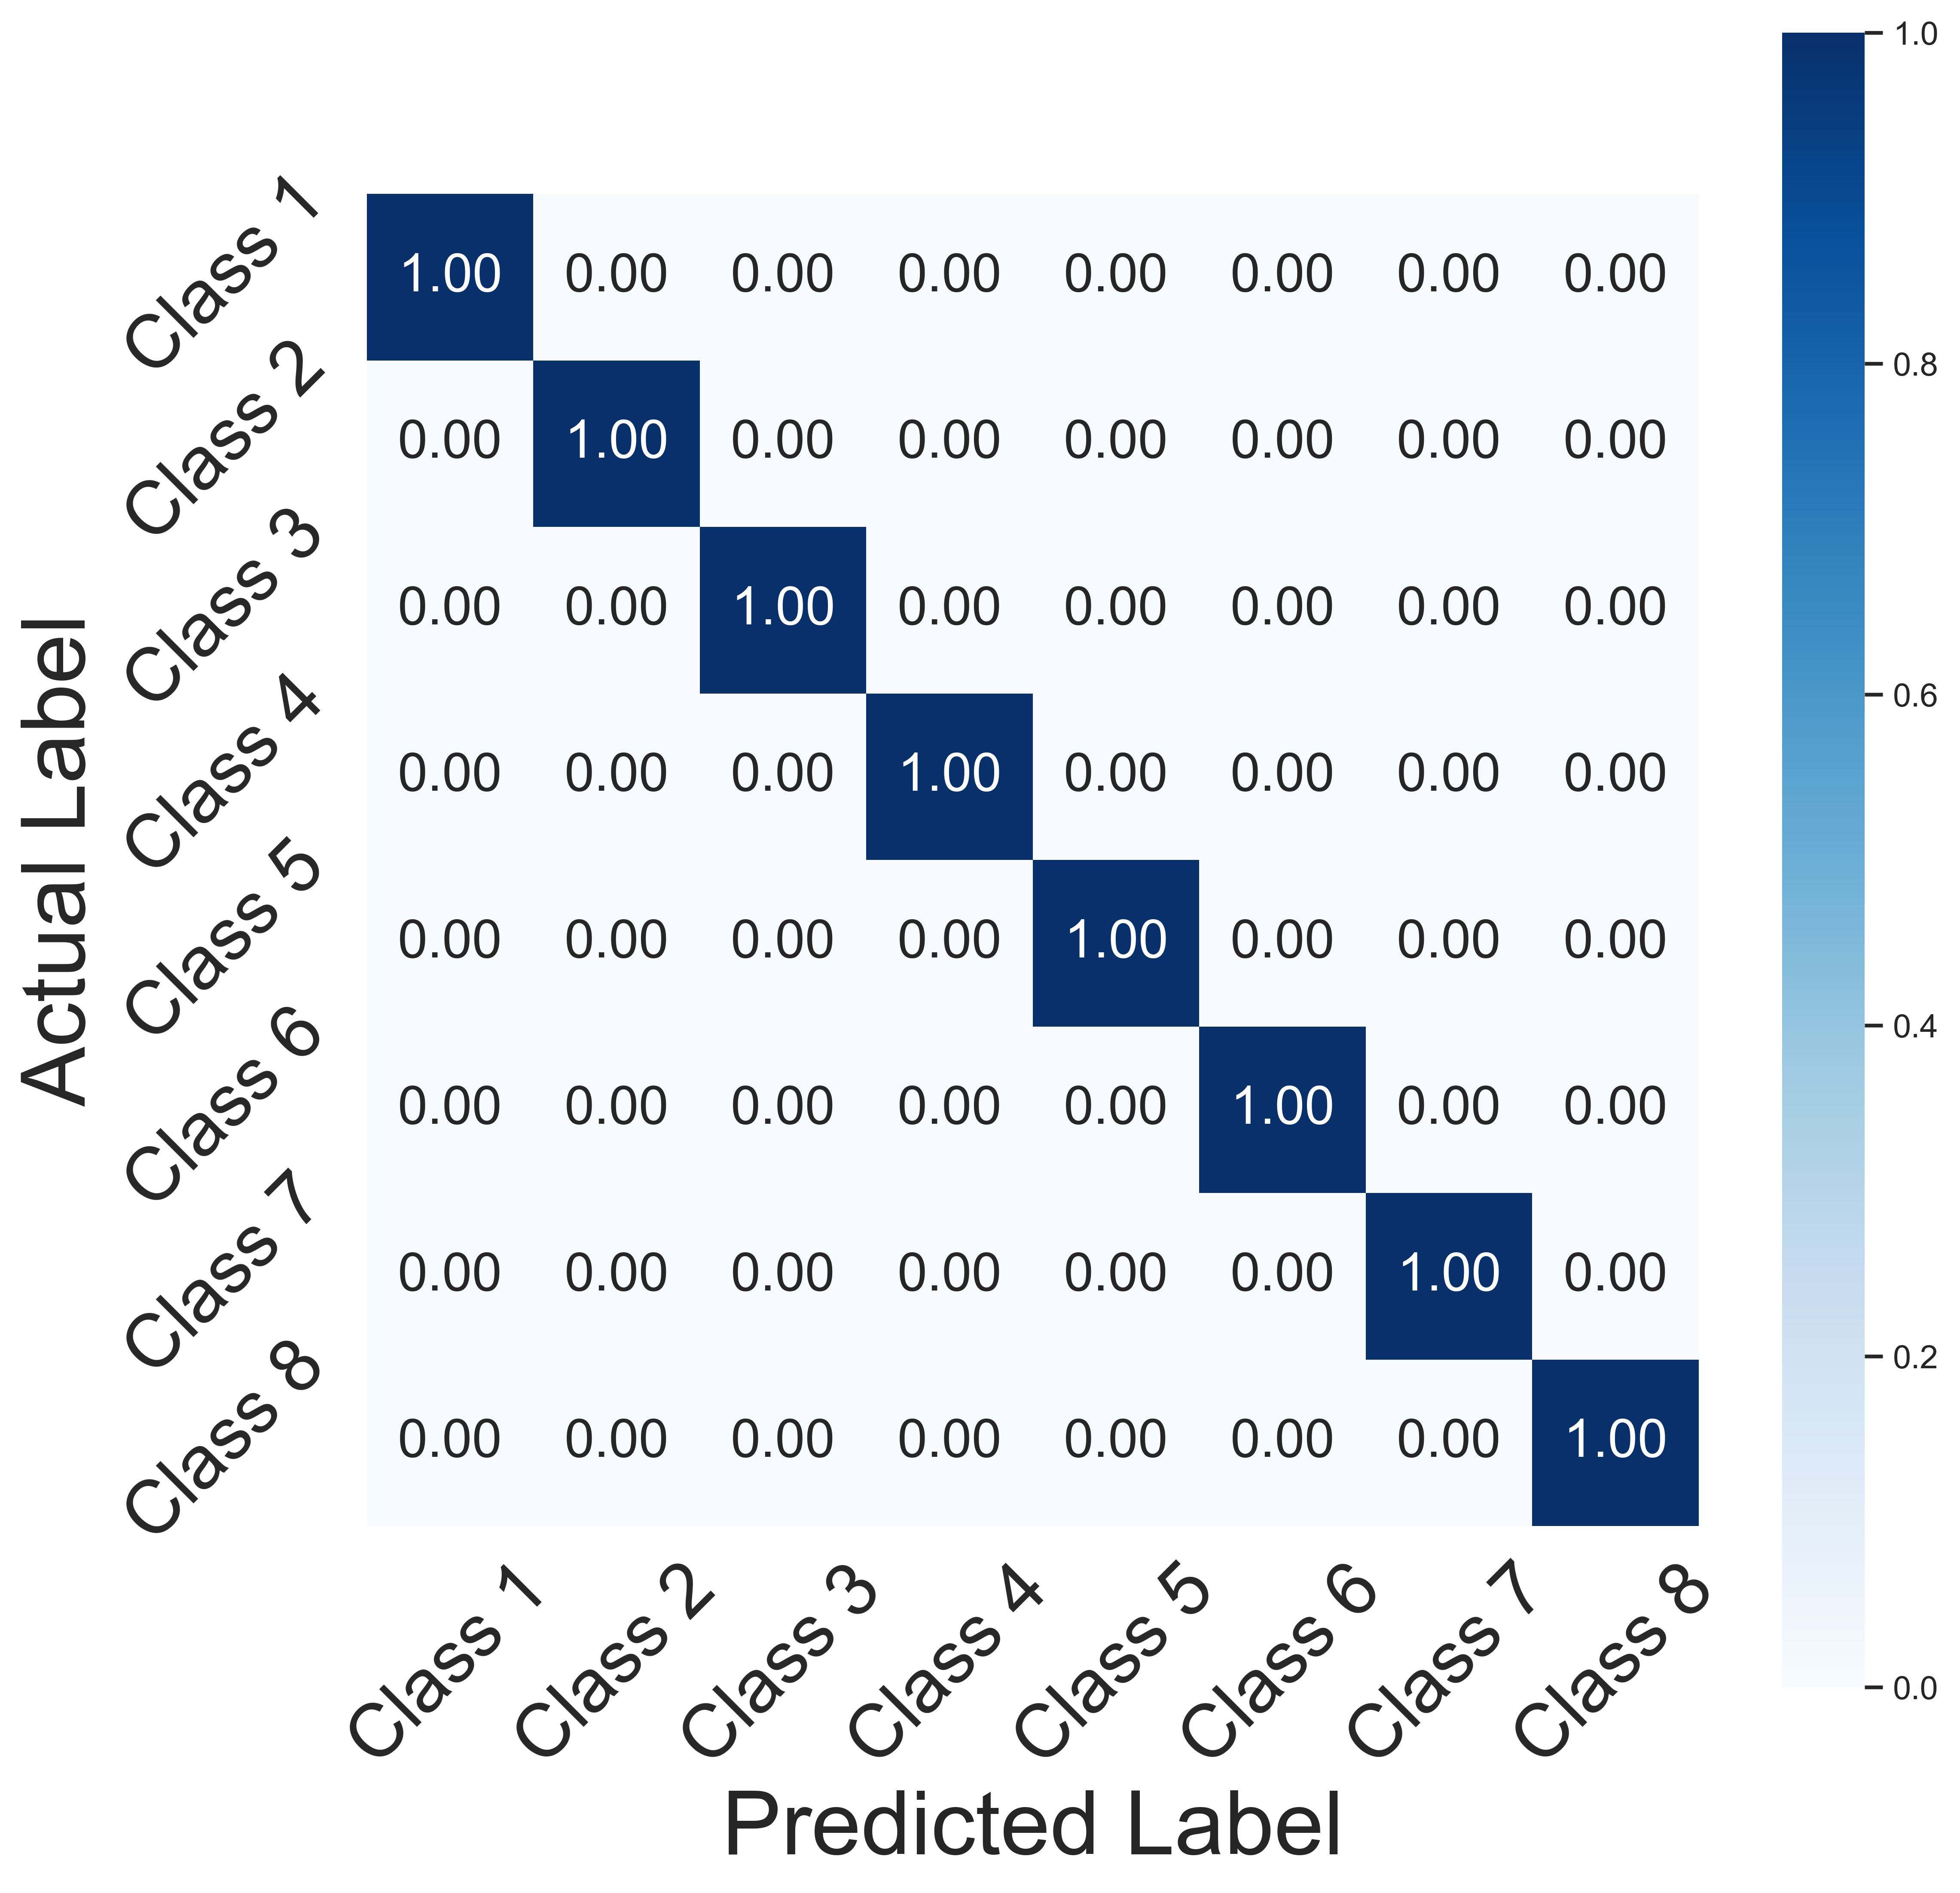 Actual Label
Class 1 1.00 0.00 0.00 0.00 0.00 0.00 0.00 0.00
Class 2 0.00 1.00 0.00 0.00 0.00 0.00 0.00 0.00
Class 3 0.00 0.00 1.00 0.00 0.00 0.00 0.00 0.00
Class 4 0.00 0.00 0.00 1.00 0.00 0.00 0.00 0.00
Class 5 0.00 0.00 0.00 0.00 1.00 0.00 0.00 0.00
Class 6 0.00 0.00 0.00 0.00 0.00 1.00 0.00 0.00
Class 7 0.00 0.00 0.00 0.00 0.00 0.00 1.00 0.00
Class 8 0.00 0.00 0.00 0.00 0.00 0.00 0.00 1.00
Class 1 Class 2 Class 3 Class 4 Class 5 Class 6 Class 7 Class 8
Predicted Label
1.0
0.8
0.6
0.4
0.2
0.0